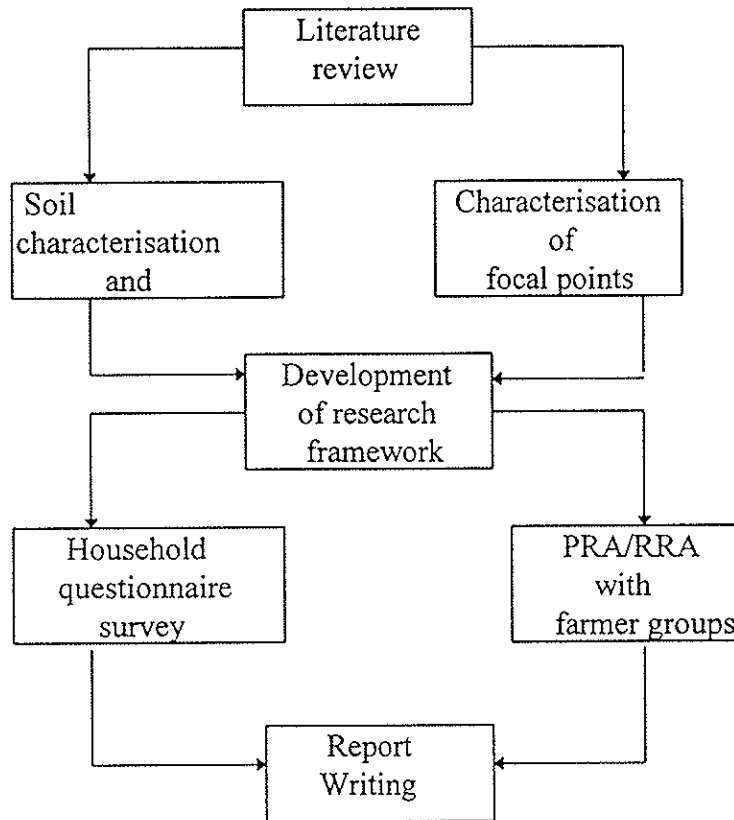 Literature
review
Soil
characterisation
and
Characterisation
of
focal points
Development
of research
framework
Household
questionnaire
survey
PRA/RRA
with
farmer groups
Report
Writing